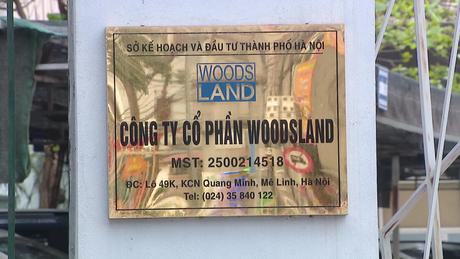 SỞ KẾ HOẠCH VÀ ĐẦU TƯ THÀNH PHỐ HÀ NỘI
WOODS
LAND
CÔNG TY CỔ PHẦN WOODSLAND
MST: 2500214518
ĐC: Lô 49K, KCN Quang Minh, Mê Linh, Hà Nội
Tel: (024) 35 840 122